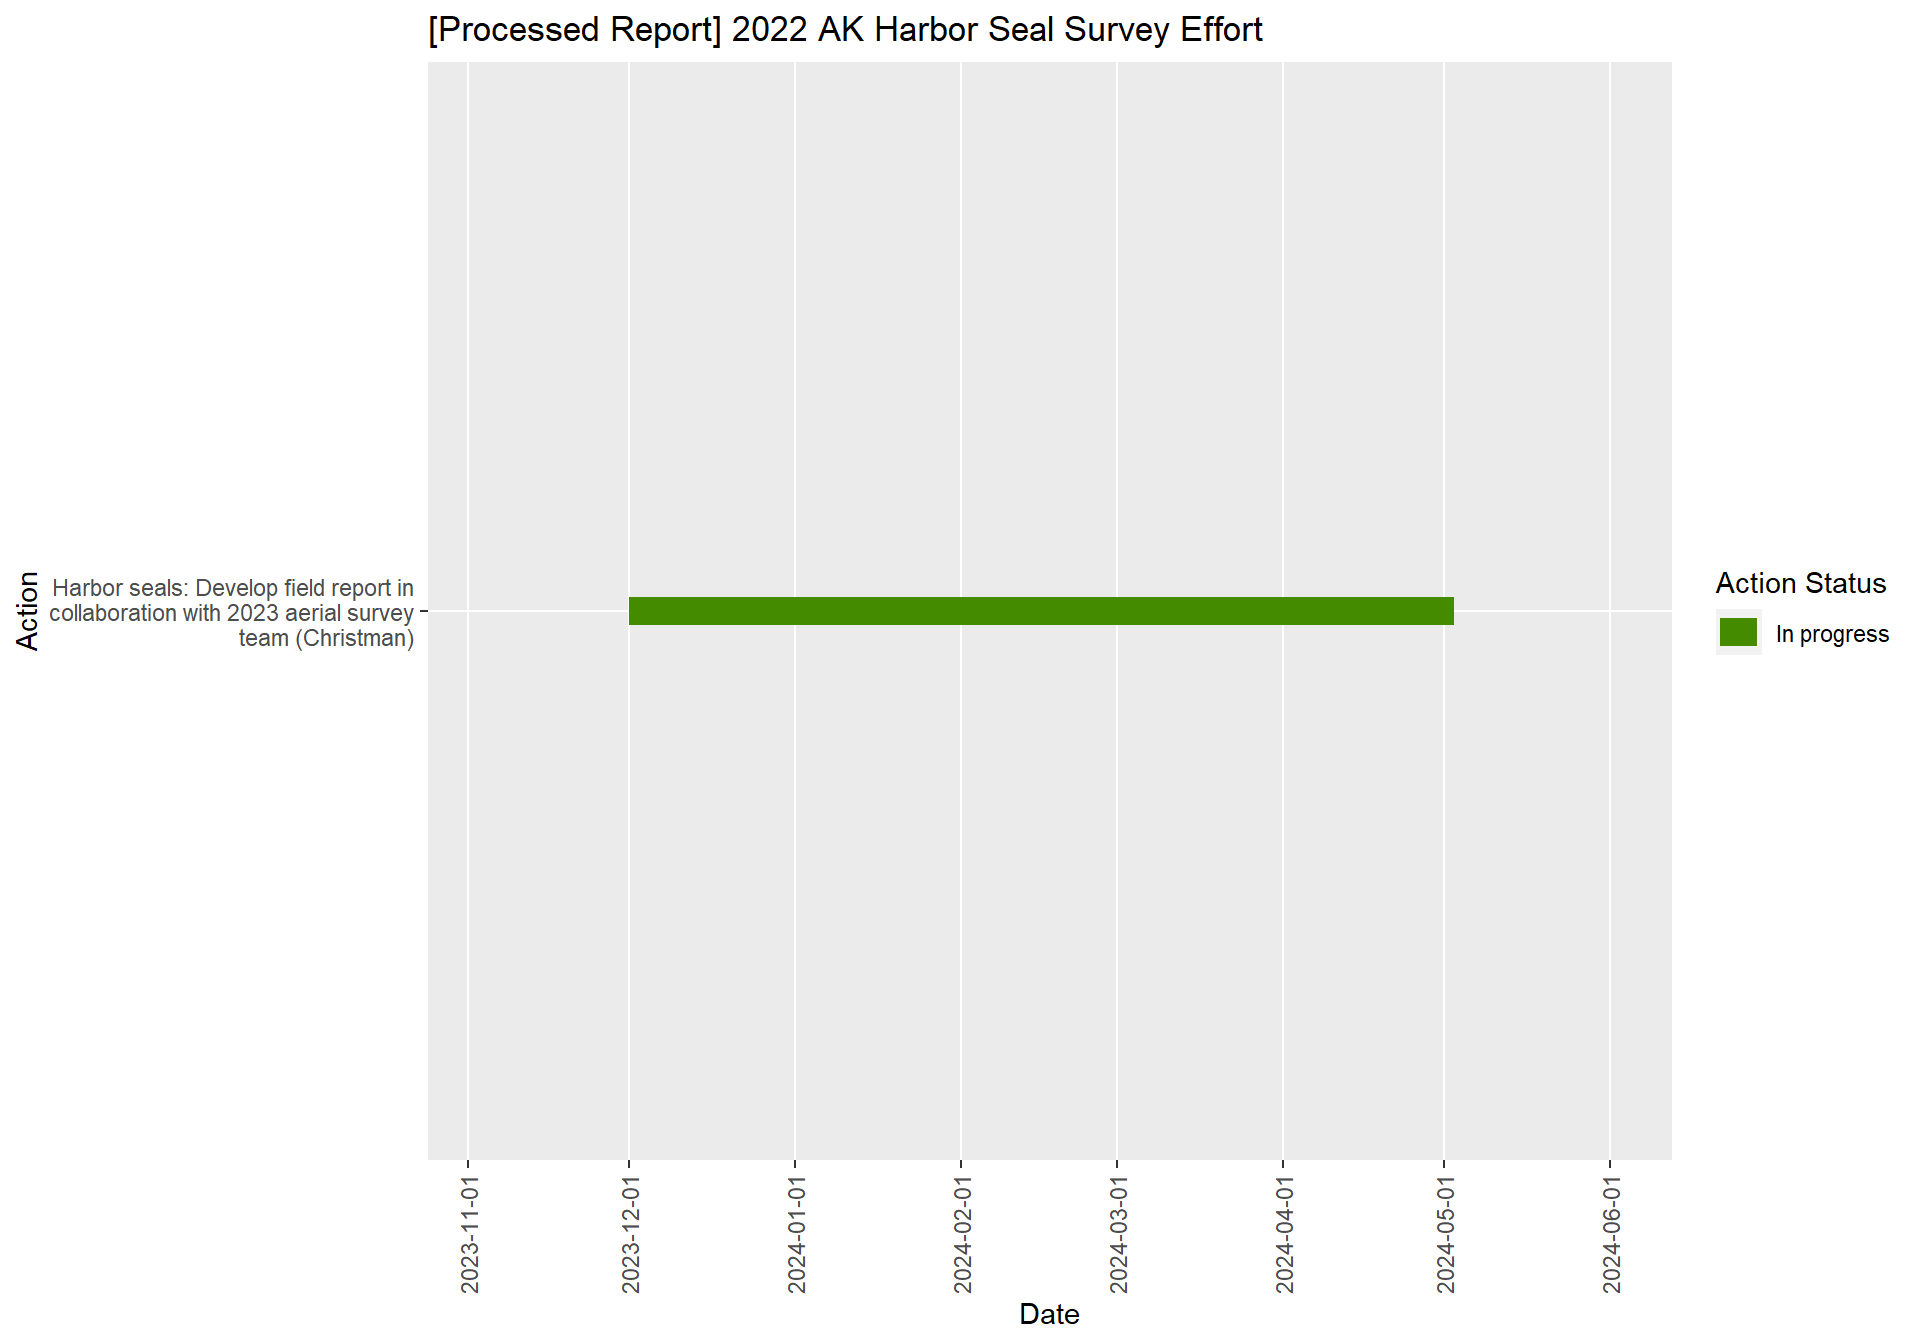 [Processed Report] 2022 AK Harbor Seal Survey Effort
Action
Harbor seals: Develop field report in
collaboration with 2023 aerial survey
team (Christman)
Action Status
In progress
2023-11-01
2023-12-01
2024-01-01
2024-02-01
2024-03-01
2024-04-01
2024-05-01
2024-06-01
Date